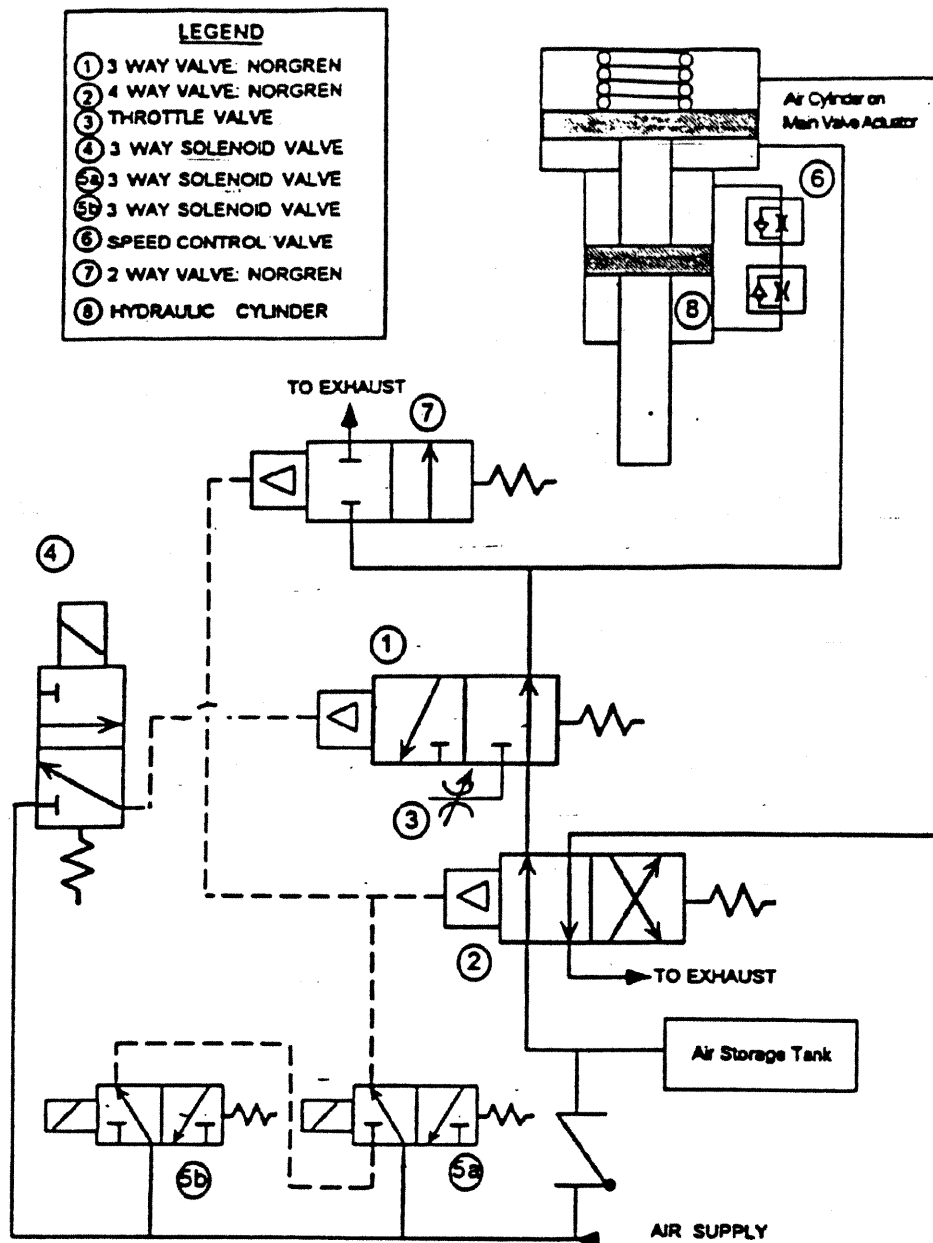 LEGEND
1 3 WAY VALVE: NORGREN
2 4 WAY VALVE: NORGREN
3 THROTTLE VALVE
4 3 WAY SOLENOID VALVE
5a 3 WAY SOLENOID VALVE
5b 3 WAY SOLENOID VALVE
6 SPEED CONTROL VALVE
7 2 WAY VALVE: NORGREN
8 HYDRAULIC CYLINDER
Air Cylinder on
Main Valve Actuator
6
8
TO EXHAUST
7
4
1
3
2
TO EXHAUST
Air Storage Tank
5b
5a
AIR SUPPLY